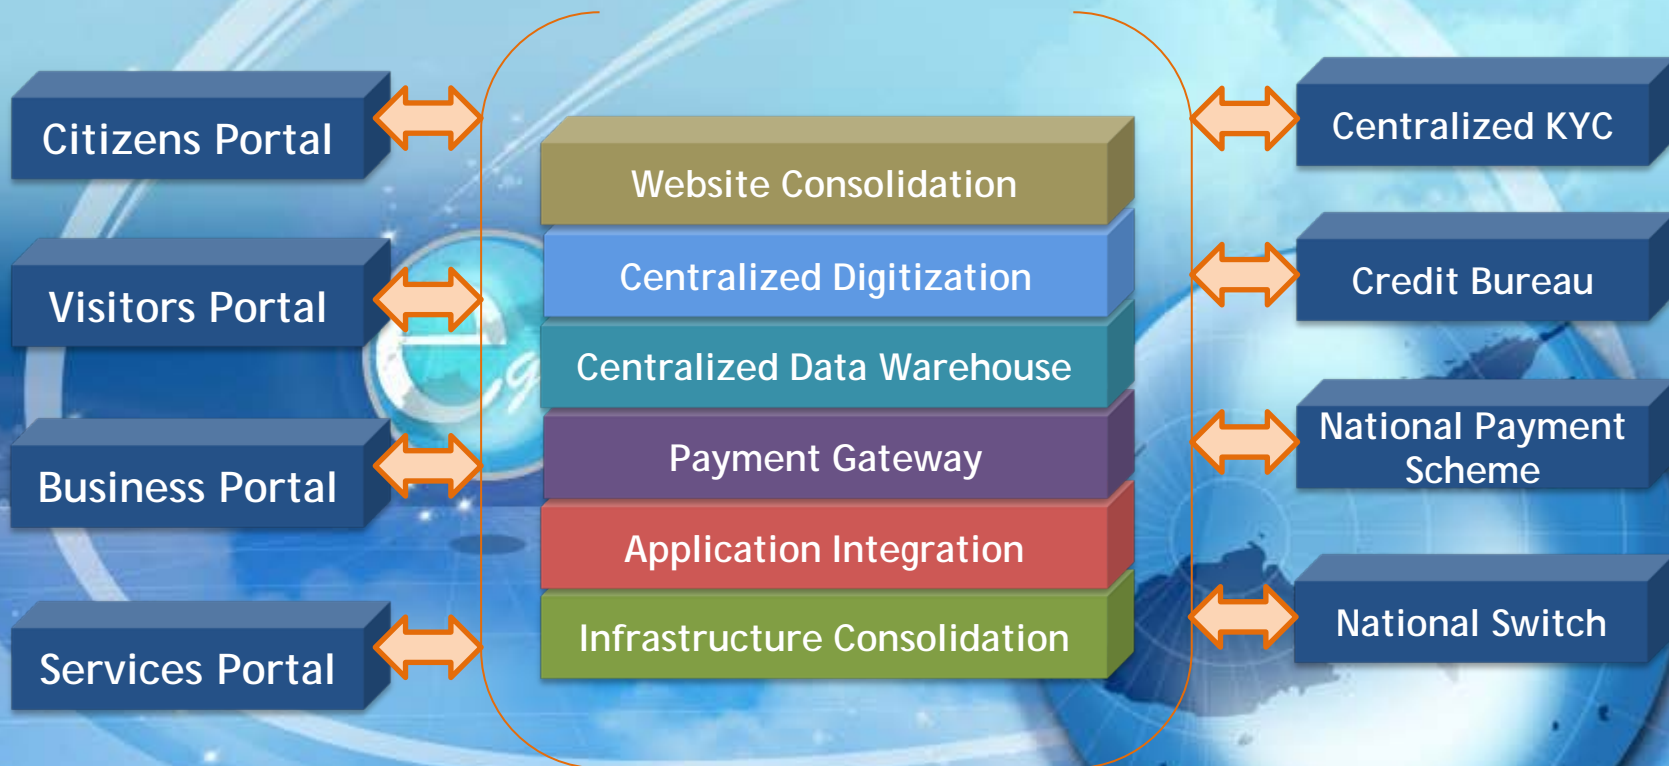 Citizens Portal
Visitors Portal
Business Portal
Services Portal
Website Consolidation
Centralized Digitization
Centralized Data Warehouse
Payment Gateway
Application Integration
Infrastructure Consolidation
Centralized KYC
Credit Bureau
National Payment
Scheme
National Switch